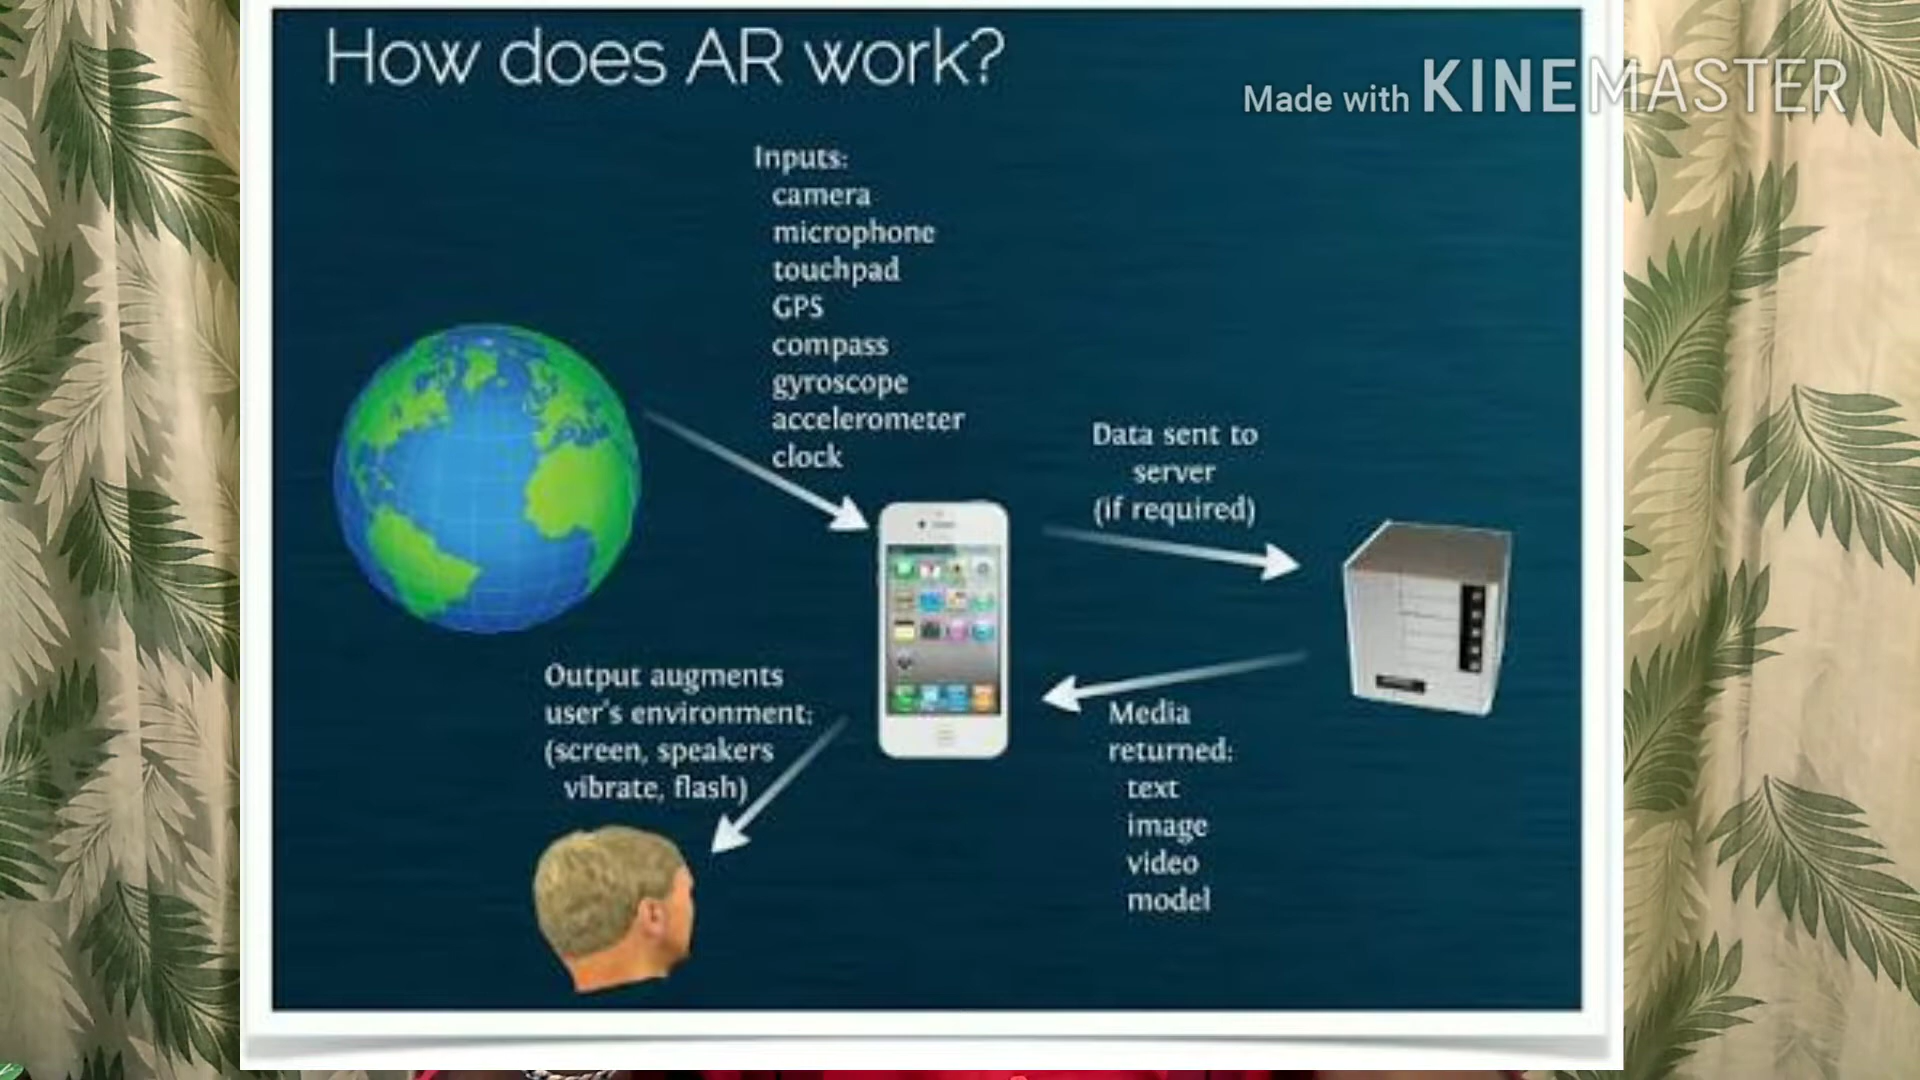 How does AR work?
Made with KINEMASTER
Inputs:
camera
microphone
touchpad
GPS
compass
gyroscope
accelerometer
clock
Data sent to
server
(if required)
Output augments
user's environment:
(screen, speakers
vibrate, flash)
Media
returned:
text
image
video
model